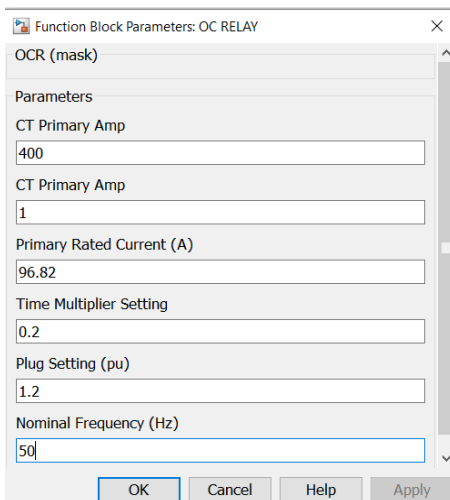 Function Block Parameters: OC RELAY
OCR (mask)
Parameters
CT Primary Amp
400
CT Primary Amp
1
Primary Rated Current (A)
96.82
Time Multiplier Setting
0.2
Plug Setting (pu)
1.2
Nominal Frequency (Hz)
50
OK Cancel Help Apply